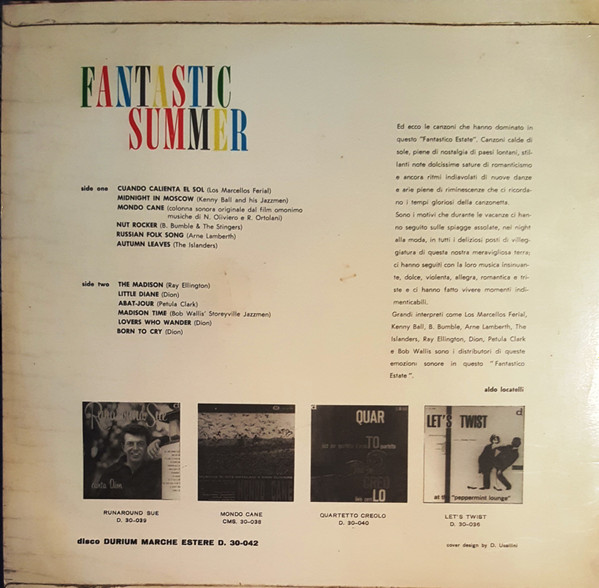 FANTASTIC
SUMMER
side one CUANDO CALIENTA EL SOL (Los Marcellos Ferial)
MIDNIGHT IN MOSCOW (Kenny Ball and his Jazzmen)
MONDO CANE (colonna sonora originale dal film omonimo
musiche di N. Oliviero e R. Ortolani)
NUT ROCKER (B. Bumble & The Stingers)
RUSSIAN FOLK SONG (Arne Lamberth)
AUTUMN LEAVES (The Islanders)
side two THE MADISON (Ray Ellington)
LITTLE DIANE (Dion)
ABAT-JOUR (Petula Clark)
MADISON TIME (Bob Wallis' Storeyville Jazzmen)
LOVERS WHO WANDER (Dion)
BORN TO CRY (Dion)
Ed ecco le canzoni che hanno dominato in
questo "Fantastico Estate". Canzoni calde di
sole, piene di nostalgia di paesi lontani, stil-
lanti note dolcissime sature di romanticismo
e ancora ritmi indiavolati di nuove danze
e arie piene di riminescenze che ci ricorda-
no i tempi gloriosi della canzonetta.
Sono i motivi che durante le vacanze ci han-
no seguito sulle spiagge assolate, nei night
alla moda, in tutti i deliziosi posti di villeg-
giatura di questa nostra meravigliosa terra;
ci hanno seguiti con la loro musica insinuan-
te, dolce, violenta, allegra, romantica e tri-
ste e ci hanno fatto vivere momenti indi-
menticabili.
Grandi interpreti come Los Marcellos Ferial,
Kenny Ball, B. Bumble, Arne Lamberth, The
Islanders, Ray Ellington, Dion, Petula Clark
e Bob Wallis sono i distributori di queste
emozioni sonore in questo "Fantastico
Estate".
aldo locatelli
Runaround Sue
canta Dion
QUAR
TO
CREO
LO
LET'S TWIST
at the "peppermint lounge"
RUNAROUND SUE
D. 30-039
MONDO CANE
CMS. 30-038
QUARTETTO CREOLO
D. 30-040
LET'S TWIST
D. 30-035
disco DURIUM MARCHE ESTERE D. 30-042
cover design by D. Usellini